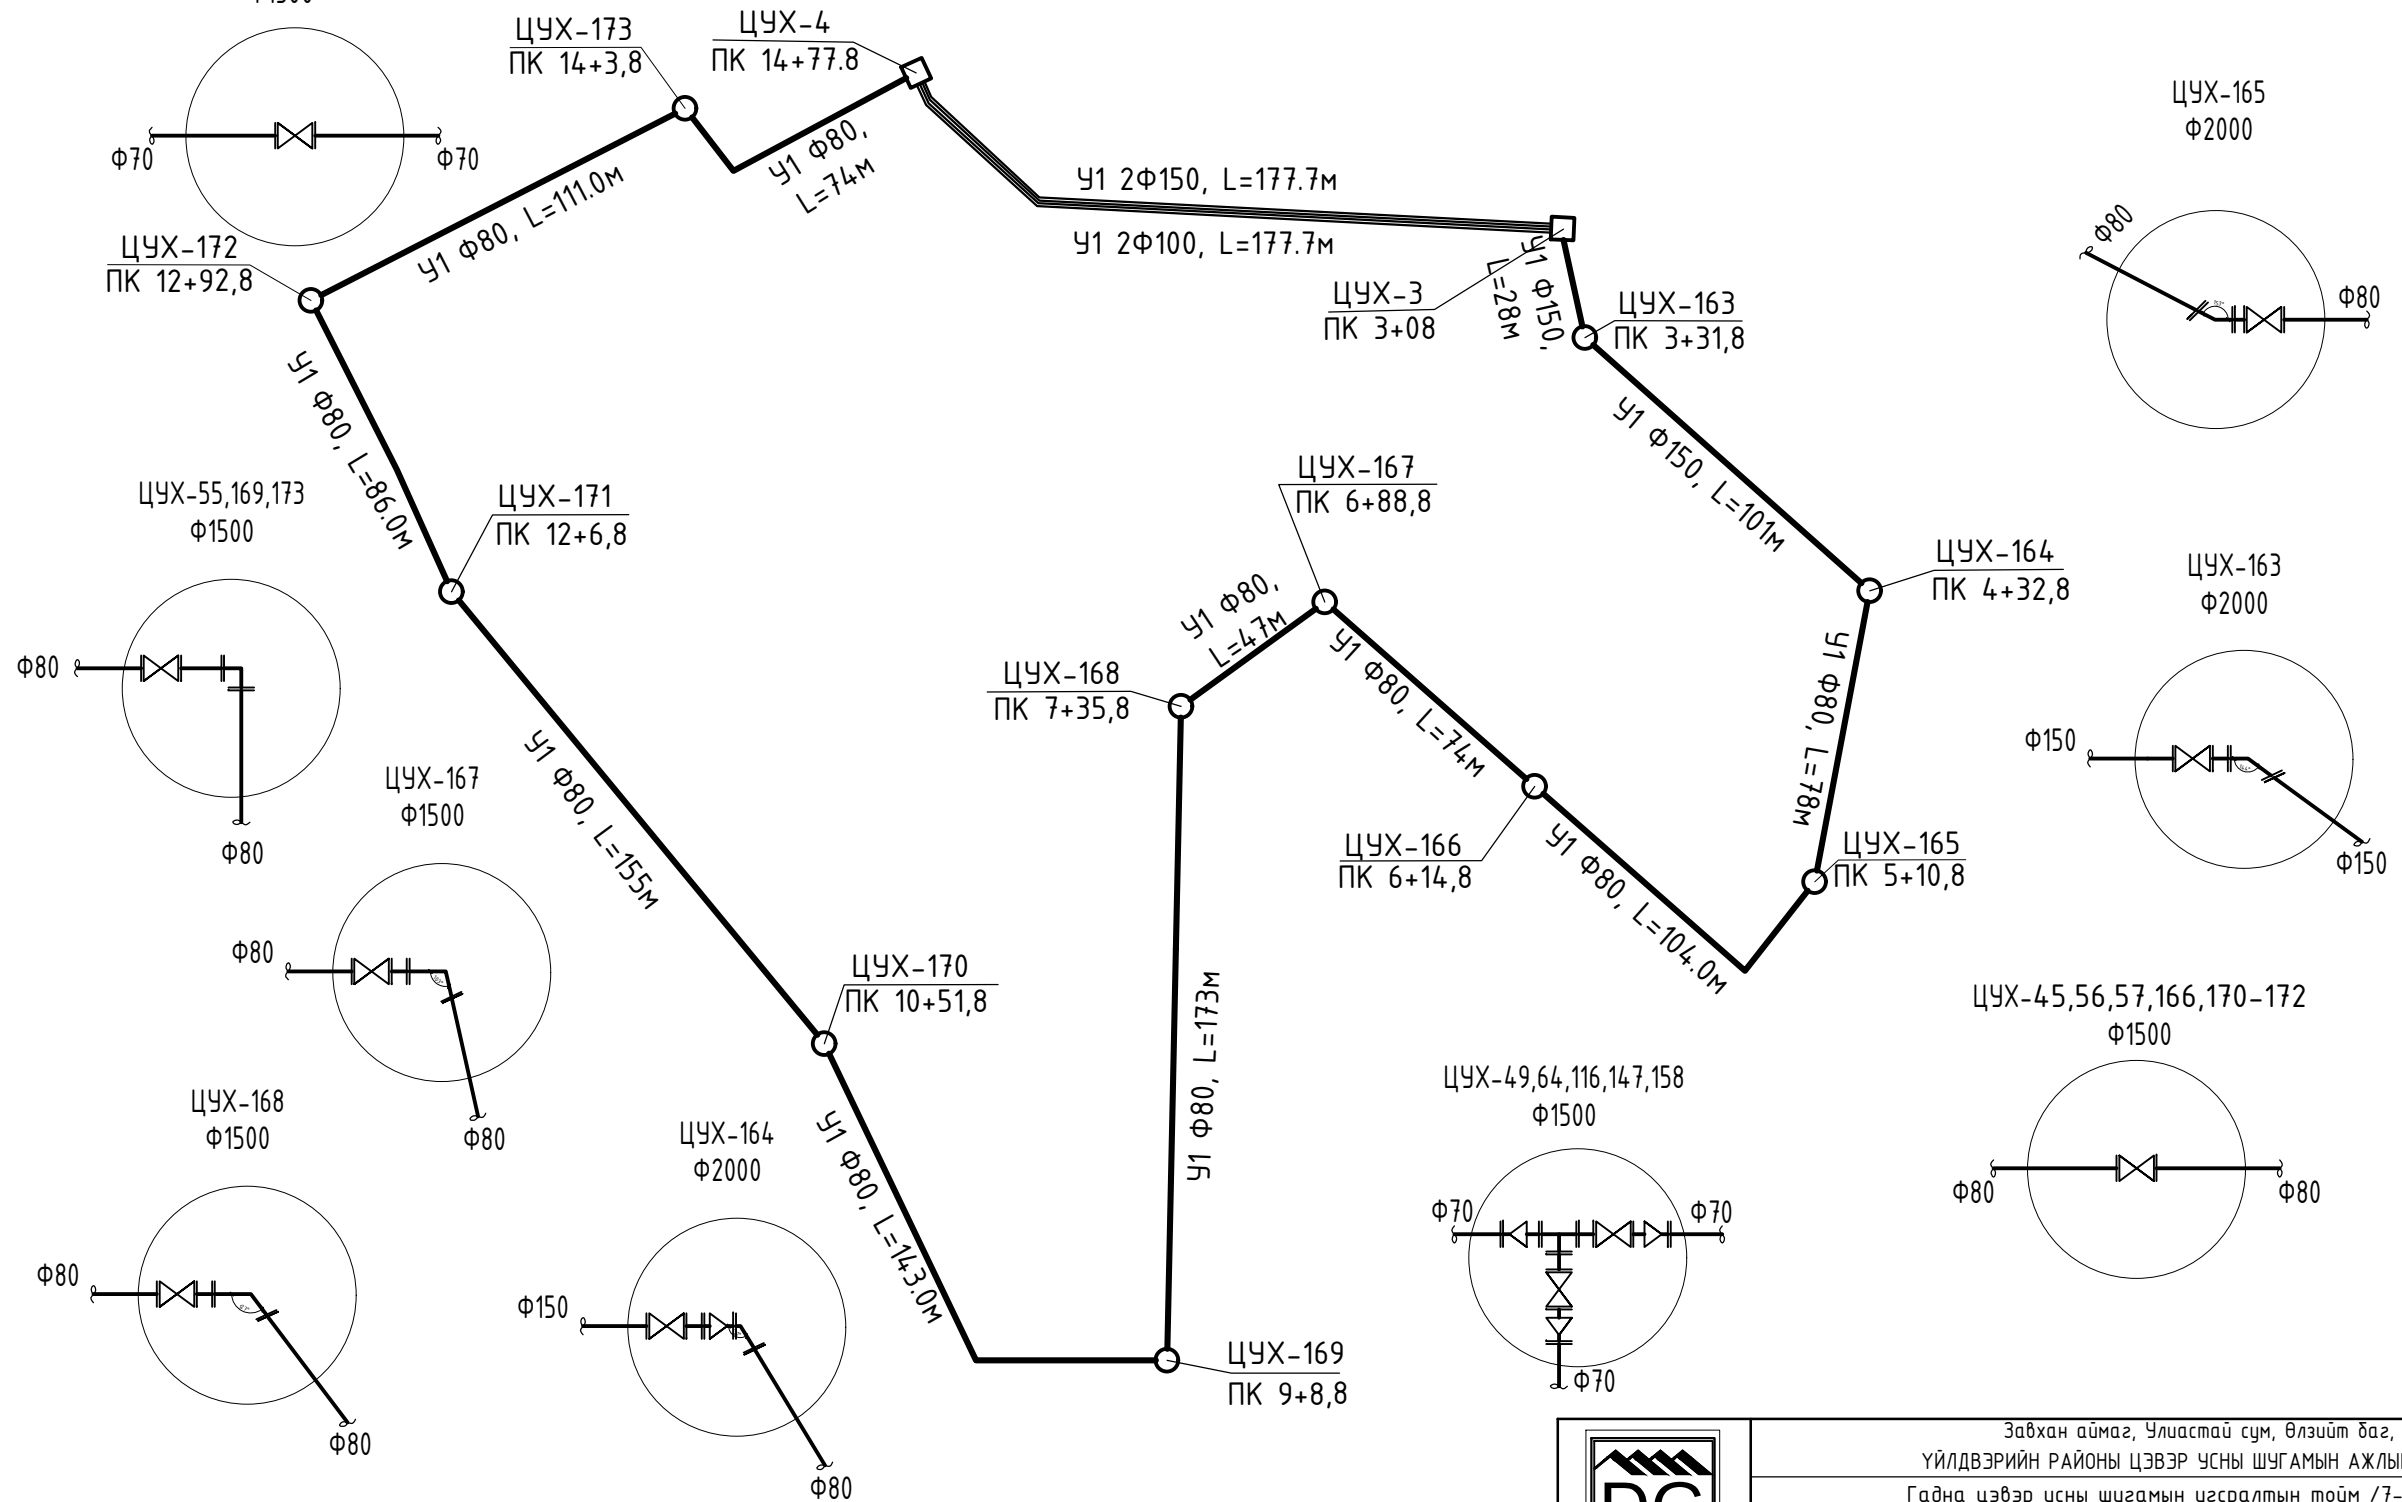 ЦУХ-173
ПК 14+3,8
ЦУХ-4
ПК 14+77.8
Ф70
Ф70
У1 Ф80, L=111.0м
У1 Ф80,
L=74м
У1 2Ф150, L=177.7м
У1 2Ф100, L=177.7м
ЦУХ-165
Ф2000
Ф80
Ф80
ЦУХ-172
ПК 12+92,8
ЦУХ-3
ПК 3+08
У1 Ф150,
L=28м
ЦУХ-163
ПК 3+31,8
У1 Ф80, L=86.0м
У1 Ф150, L=101м
ЦУХ-55,169,173
Ф1500
Ф80
Ф80
ЦУХ-171
ПК 12+6,8
ЦУХ-167
ПК 6+88,8
ЦУХ-164
ПК 4+32,8
ЦУХ-163
Ф2000
Ф150
Ф150
У1 Ф80,
L=47м
ЦУХ-168
ПК 7+35,8
У1 Ф80, L=74м
У1 Ф80, L=78м
У1 Ф80, L=155м
ЦУХ-167
Ф1500
Ф80
Ф80
ЦУХ-166
ПК 6+14,8
У1 Ф80, L=104.0м
ЦУХ-165
ПК 5+10,8
ЦУХ-170
ПК 10+51,8
У1 Ф80, L=173м
ЦУХ-45,56,57,166,170-172
Ф1500
Ф80
Ф80
ЦУХ-168
Ф1500
Ф80
Ф80
ЦУХ-164
Ф2000
Ф150
Ф80
У1 Ф80, L=143.0м
ЦУХ-49,64,116,147,158
Ф1500
Ф70
Ф70
Ф70
ЦУХ-169
ПК 9+8,8
Завхан аймаг, Улиастай сум, Өлзийт баг,
ҮЙЛДВЭРИЙН РАЙОНЫ ЦЭВЭР УСНЫ ШУГАМЫН
Гадна цэвэр усны шугамын угсралтын тойм /7-